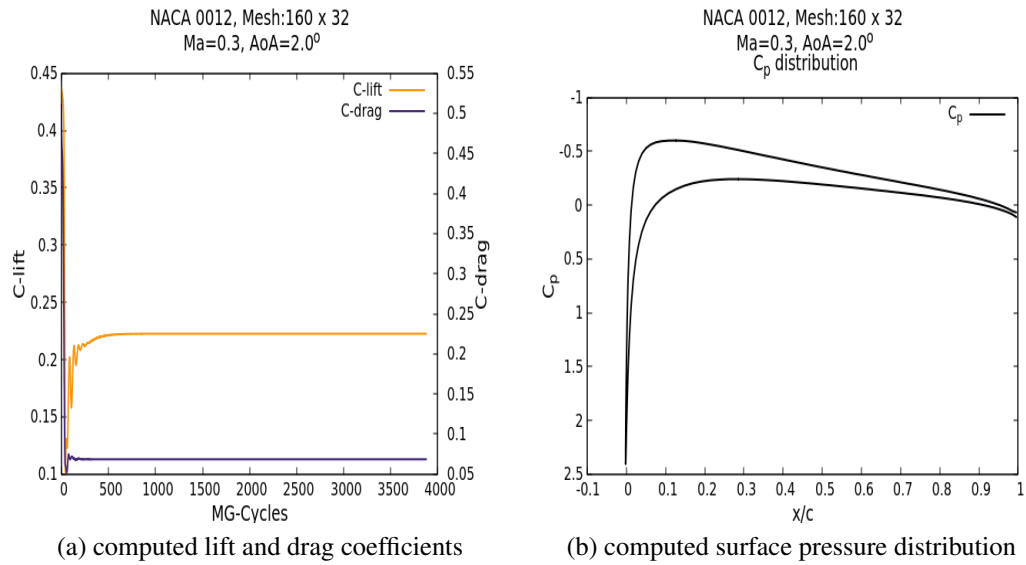 NACA 0012, Mesh:160 x 32
Ma=0.3, AoA=2.0⁰
0.45
0.4
0.35
0.3
0.25
0.2
0.15
0.1
C-lift
0.55
0.5
0.45
0.4
0.35
0.3
0.25
0.2
0.15
0.1
0.05
C-drag
C-lift
C-drag
0 500 1000 1500 2000 2500 3000 3500 4000
MG-Cycles
(a) computed lift and drag coefficients
NACA 0012, Mesh:160 x 32
Ma=0.3, AoA=2.0⁰
Cₚ distribution
-1
-0.5
0
0.5
1
1.5
2
2.5
Cₚ
Cₚ
-0.1 0 0.1 0.2 0.3 0.4 0.5 0.6 0.7 0.8 0.9 1
x/c
(b) computed surface pressure distribution